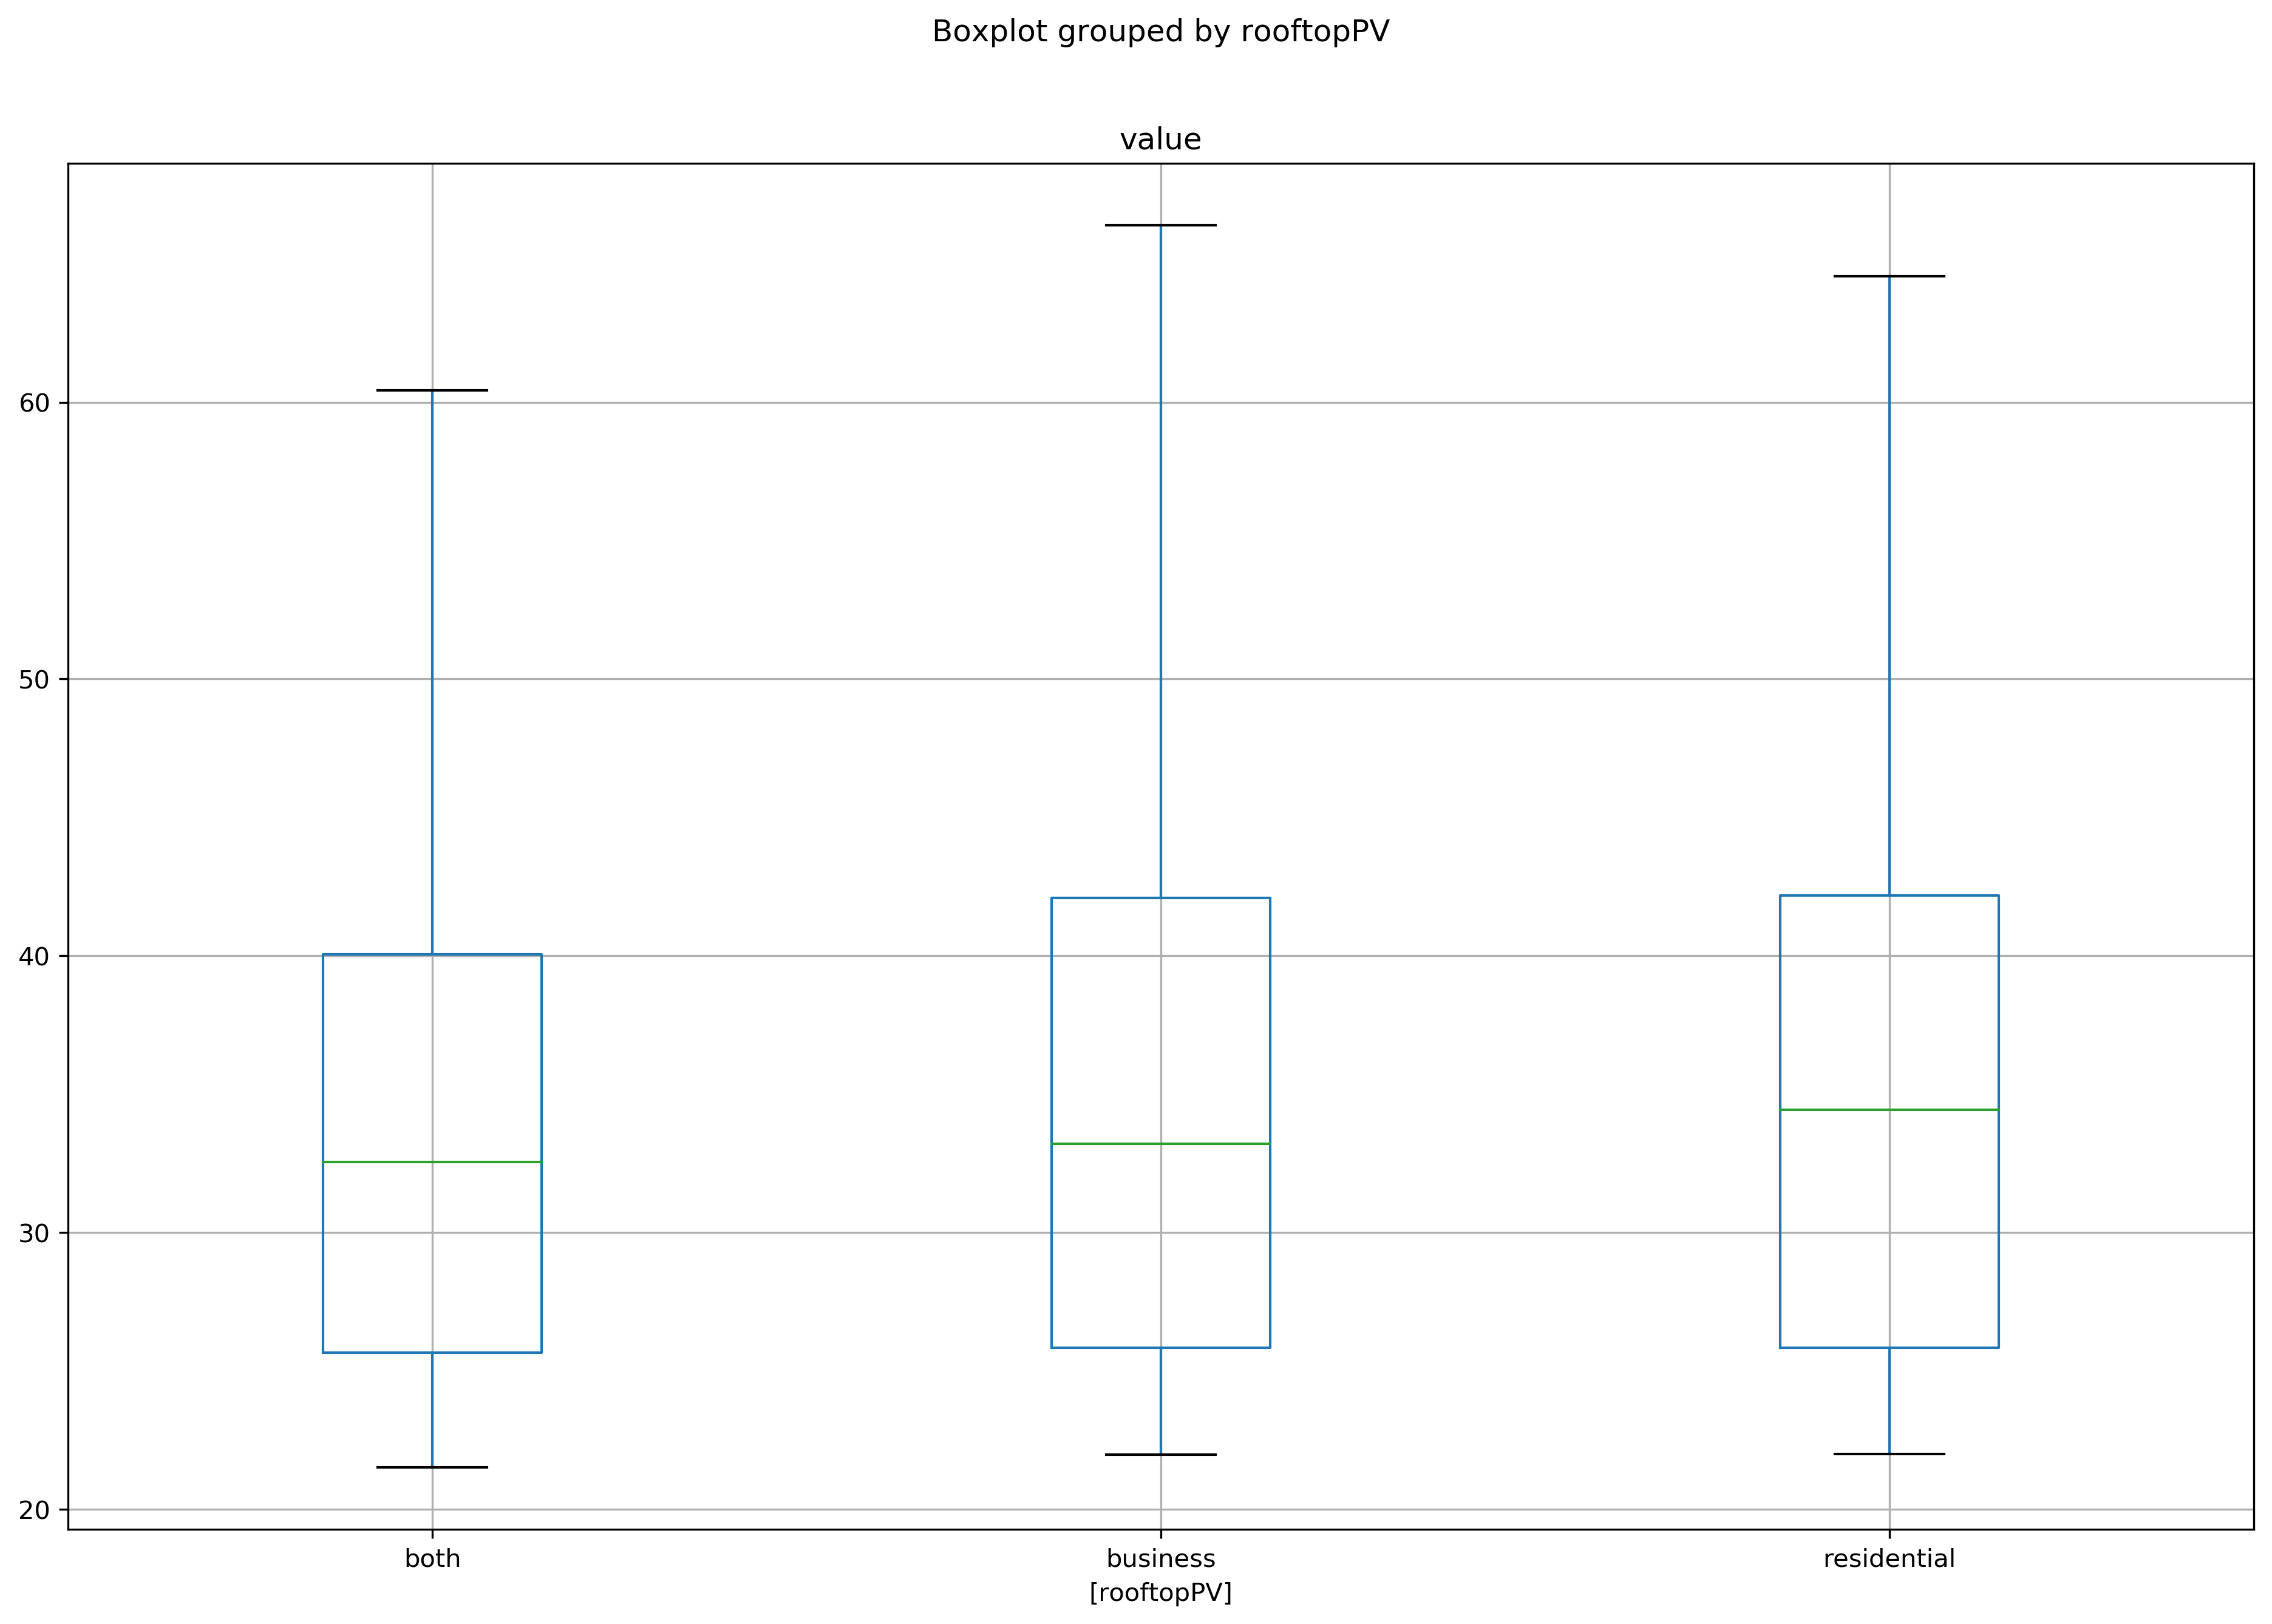 Boxplot grouped by rooftopPV
value
60
50
40
30
20
both business residential
[rooftopPV]